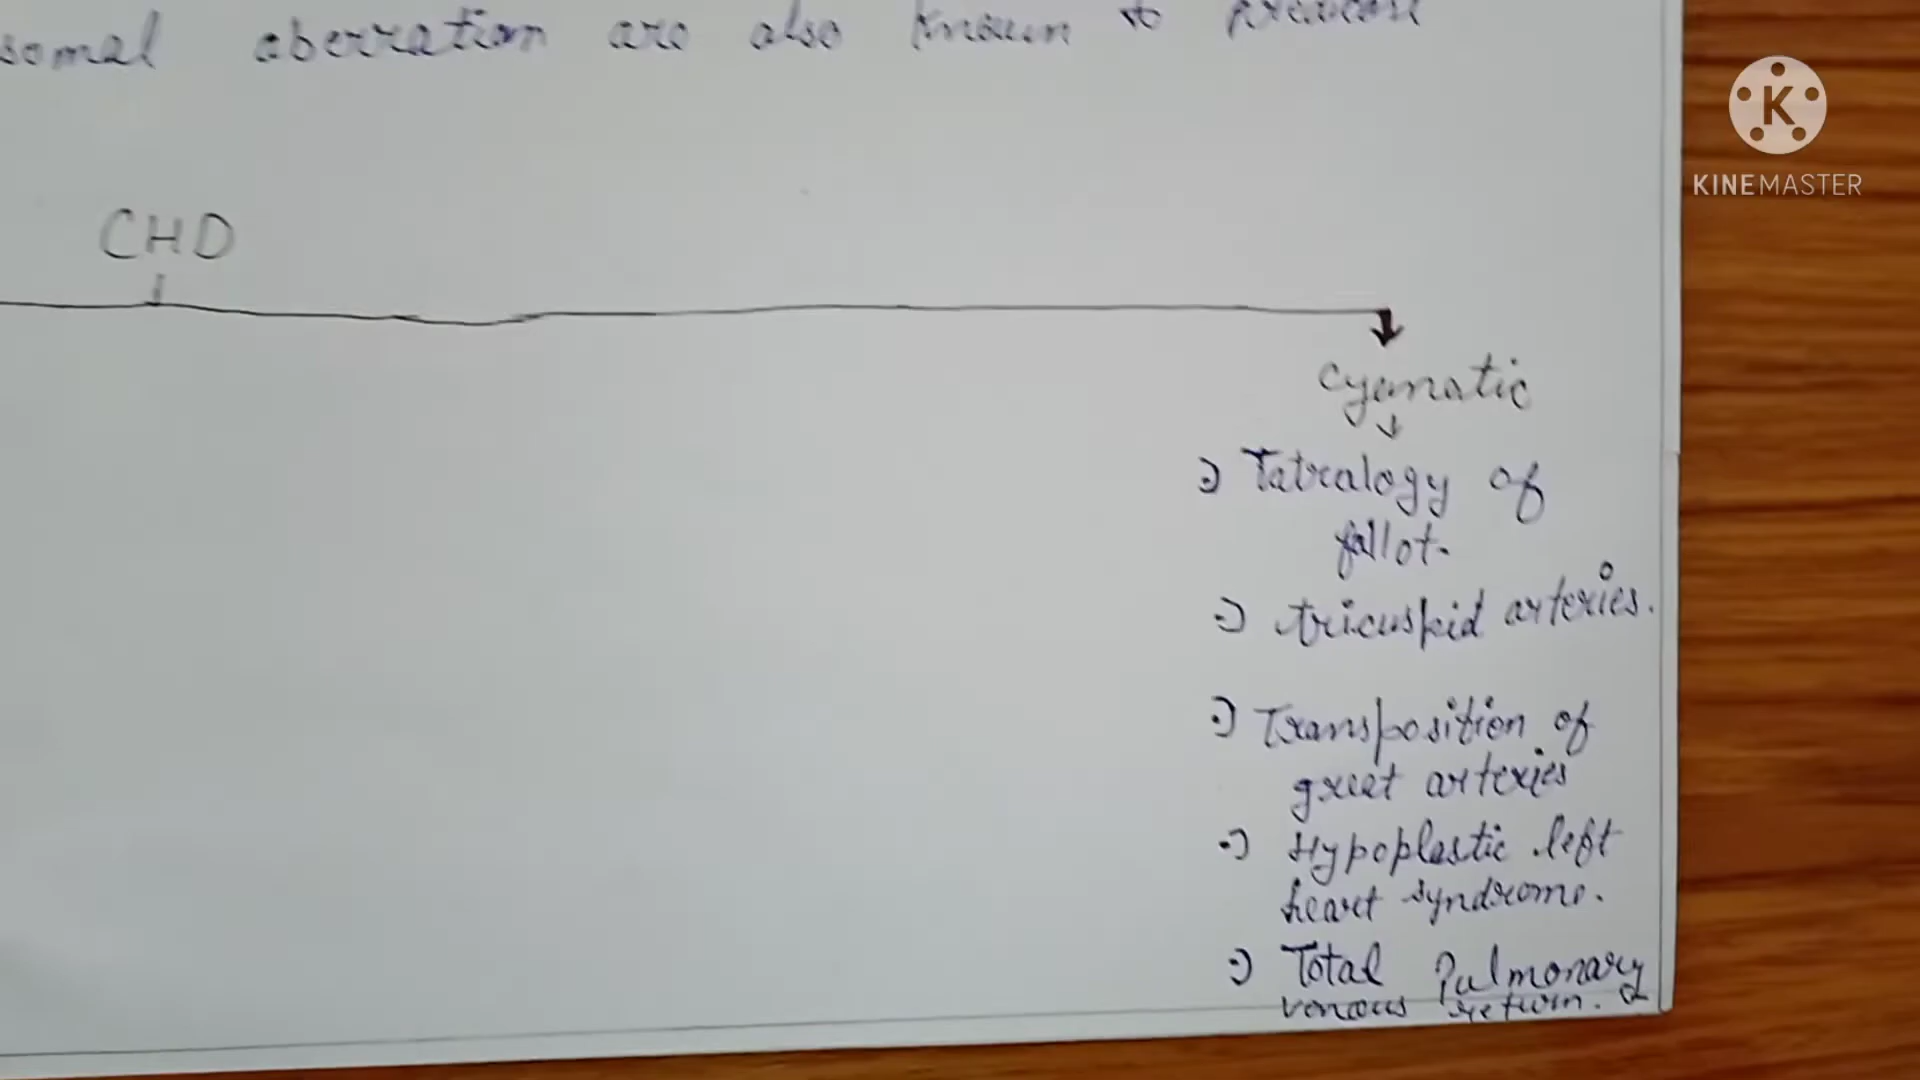 somal aberration are also known to
KINEMASTER
CHD
Cyanatic
Tatralogy of
fallot.
tricuspid arteries.
Transposition of
great arteries
Hypoplastic left
heart syndrome.
Total Pulmonary
venous return.